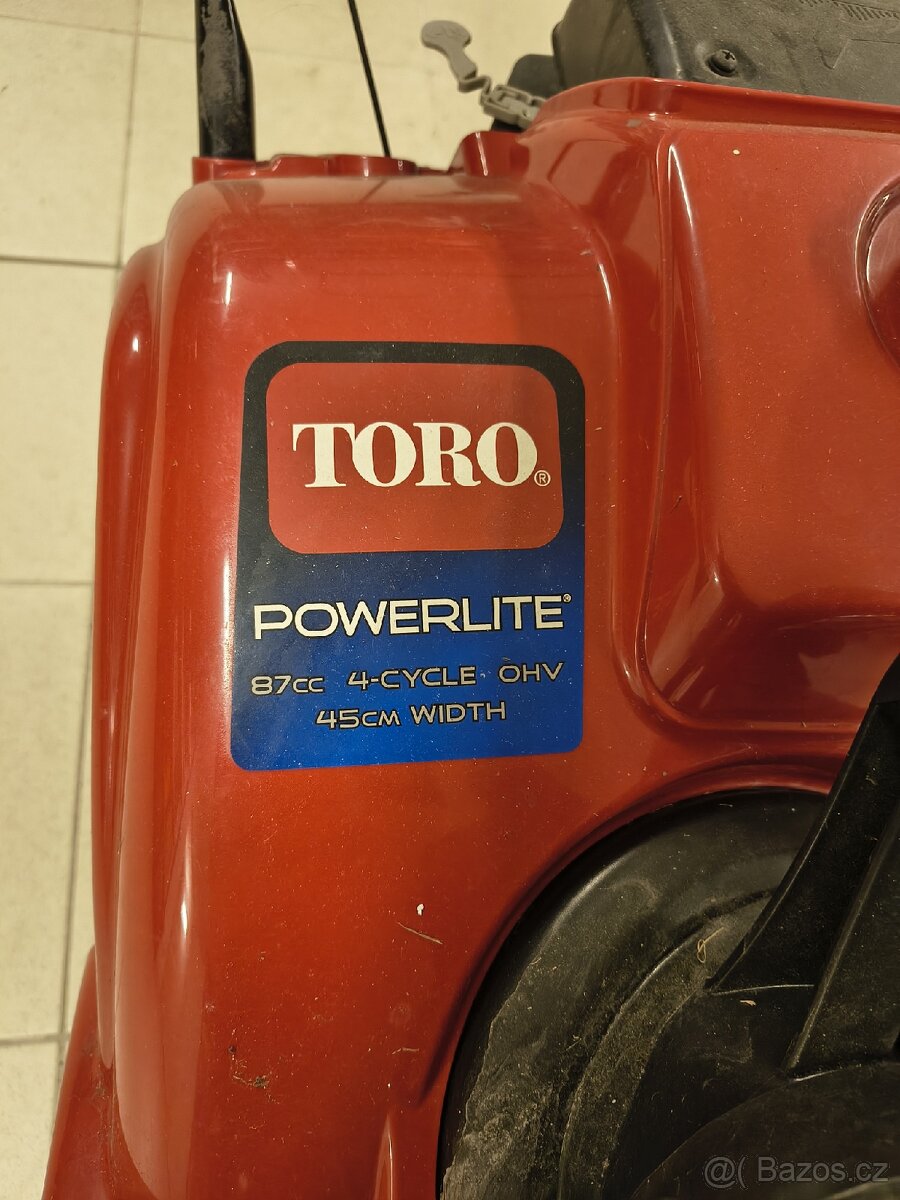 TORO®
POWERLITE®
87cc 4-CYCLE OHV
45cm WIDTH
@( Bazos.cz